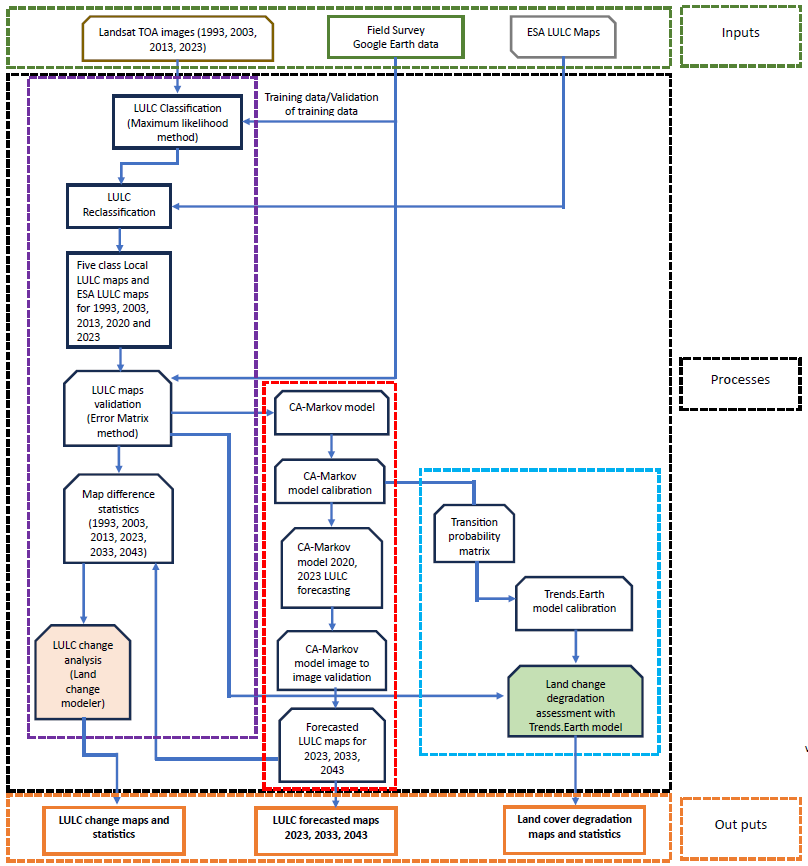 Landsat TOA images (1993, 2003,
2013, 2023)
Field Survey
Google Earth data
ESA LULC Maps
Inputs
LULC Classification
(Maximum likelihood
method)
Training data/Validation
of training data
LULC
Reclassification
Five class Local
LULC maps and
ESA LULC maps
for 1993, 2003,
2013, 2020 and
2023
LULC maps
validation
(Error Matrix
method)
Processes
CA-Markov model
CA-Markov
model calibration
Map difference
statistics
(1993, 2003,
2013, 2023,
2033, 2043)
Transition
probability
matrix
CA-Markov
model 2020,
2023 LULC
forecasting
Trends.Earth
model calibration
LULC change
analysis
(Land
change
modeler)
CA-Markov
model image to
image validation
Land change
degradation
assessment with
Trends.Earth model
Forecasted
LULC maps for
2023, 2033,
2043
LULC change maps and
statistics
LULC forecasted maps
2023, 2033, 2043
Land cover degradation
maps and statistics
Out puts